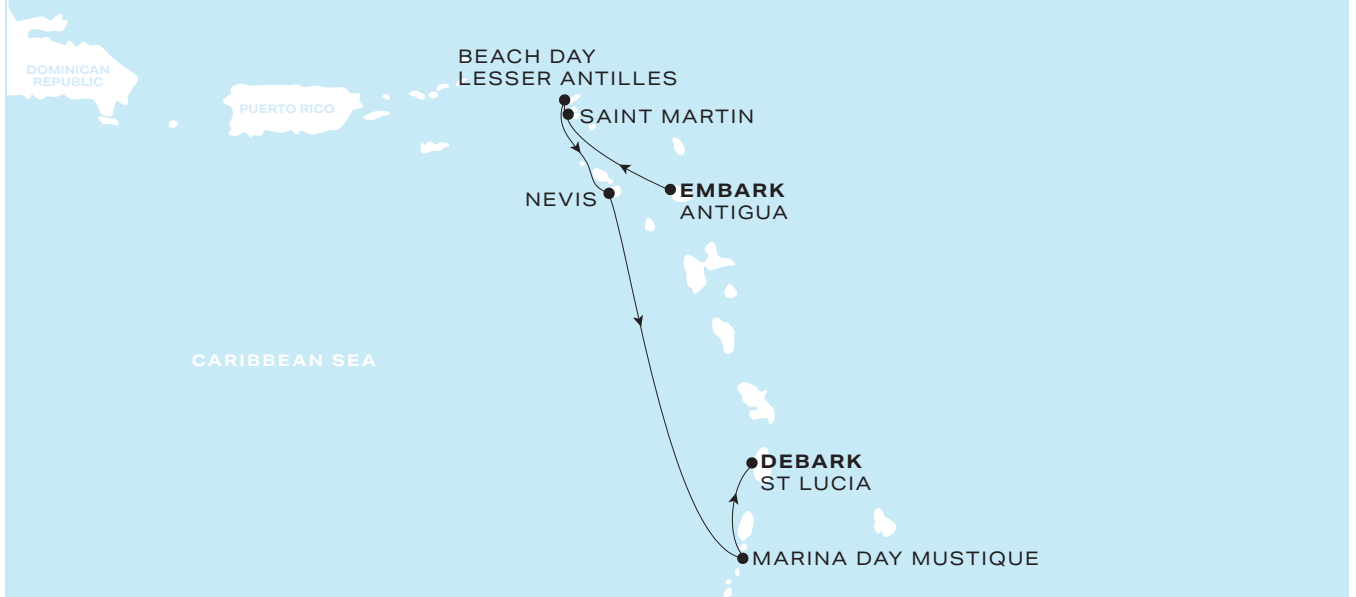 BEACH DAY
LESSER ANTILLES
DOMINICAN
REPUBLIC
PUERTO RICO
SAINT MARTIN
EMBARK
NEVIS
ANTIGUA
CARIBBEAN SEA
DEBARK
ST LUCIA
MARINA DAY MUSTIQUE